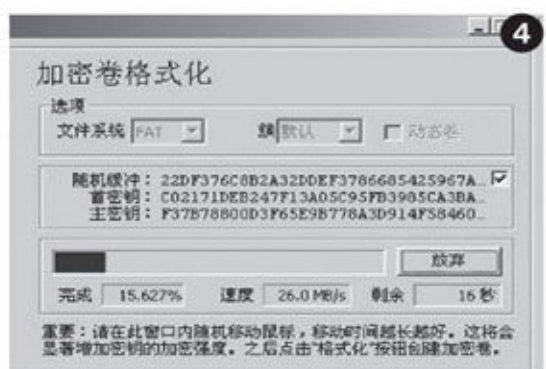 4
加密卷格式化
选项
文件系统 FAT 簇 默认 动态卷
随机缓冲：22DF376C8B2A32DDEF3786685425967A...
首密钥：C02171DEB247F13A05C95FB3985CA3BA...
主密钥：F37B78800D3F65E9B778A3D914F58460...
放弃
完成 15.627% 速度 26.0 MB/s 剩余 16 秒
重要：请在此窗口内随机移动鼠标，移动时间越长越好。这将会
显著增加密钥的加密强度。之后点击"格式化"按钮创建加密卷。